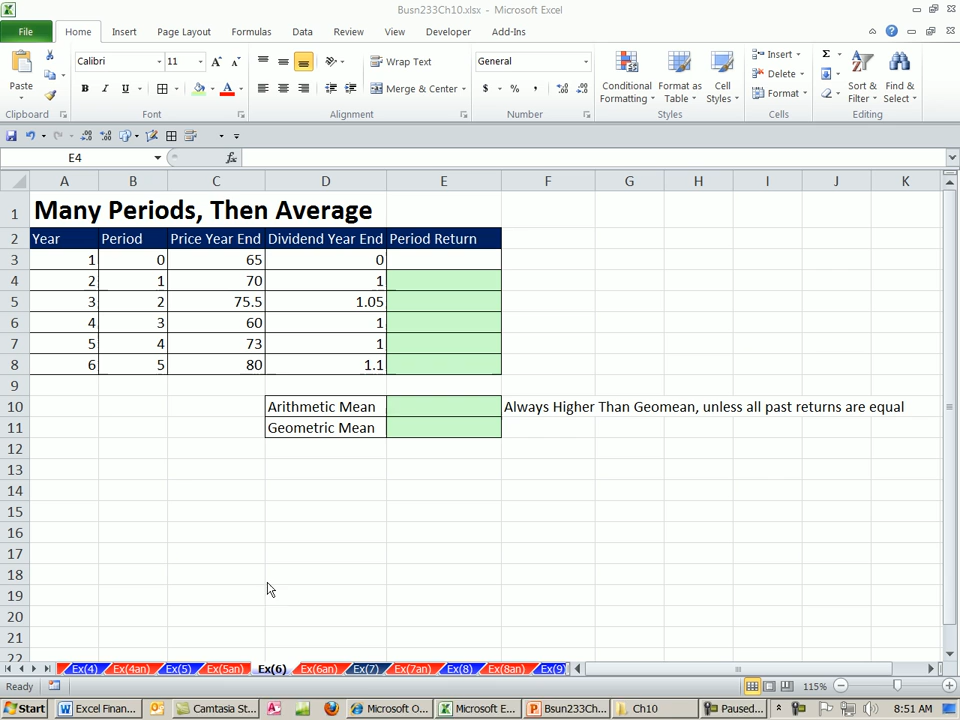 Busn233Ch10.xlsx - Microsoft Excel
File Home Insert Page Layout Formulas Data Review View Developer Add-Ins
Paste Calibri 11 Wrap Text General Conditional Formatting Format as Table Cell Styles Insert Sort & Filter Find & Select
B I U Merge & Center $ % , Delete
Format
Clipboard Font Alignment Number Styles Cells Editing
E4 fx
A B C D E F G H I J K
1 Many Periods, Then Average
2 Year Period Price Year End Dividend Year End Period Return
3 1 0 65 0
4 2 1 70 1
5 3 2 75.5 1.05
6 4 3 60 1
7 5 4 73 1
8 6 5 80 1.1
9
10 Arithmetic Mean Always Higher Than Geomean, unless all past returns are equal
11 Geometric Mean
12
13
14
15
16
17
18
19
20
21
22
Ex(4) Ex(4an) Ex(5) Ex(5an) Ex(6) Ex(6an) Ex(7) Ex(7an) Ex(8) Ex(8an) Ex(9)
Ready 115%
Start Excel Finan... Camtasia St... Microsoft O... Microsoft E... Busn233Ch... Ch10 Paused... 8:51 AM